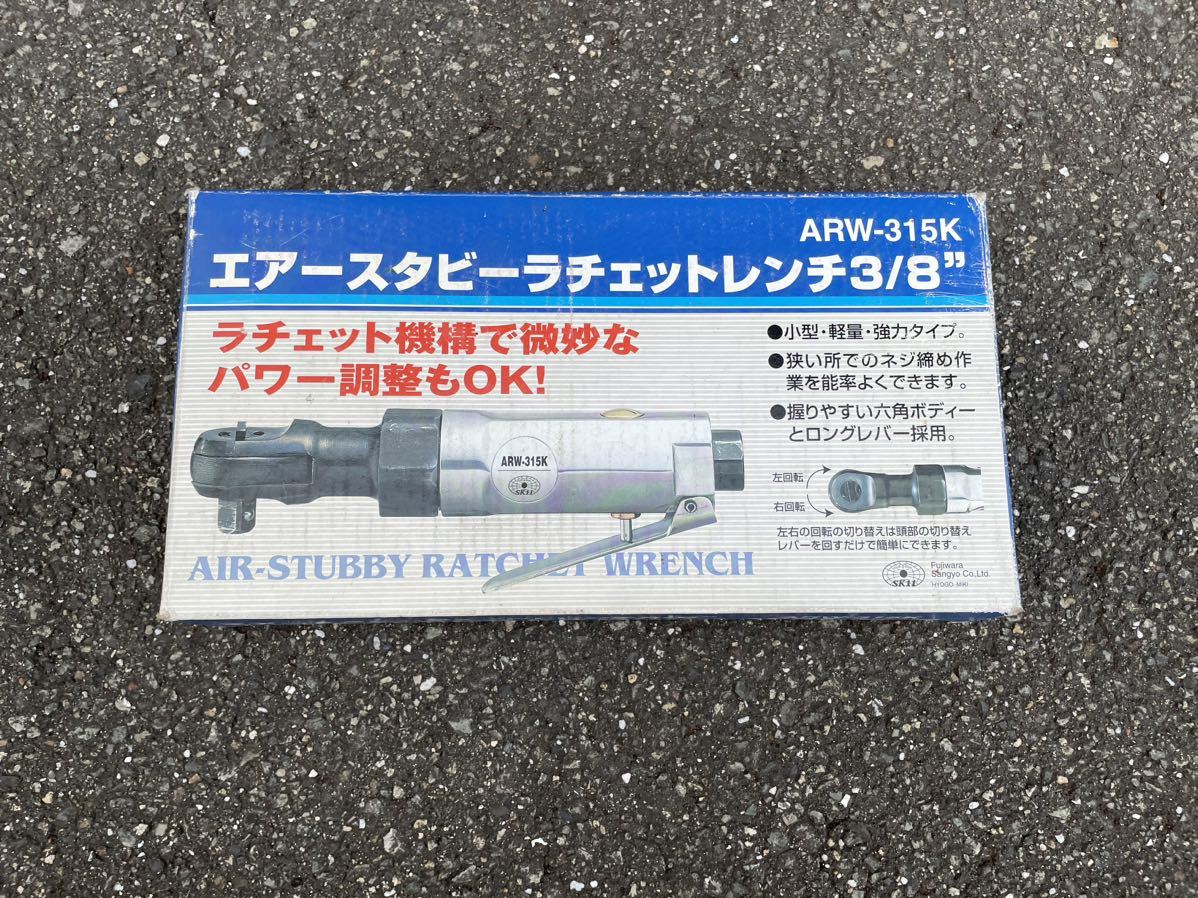 ARW-315K
エアースタビーラチェットレンチ3/8”
ラチェット機構で微妙な
パワー調整もOK!
●小型・軽量・強力タイプ。
●狭い所でのネジ締め作
業を能率よくできます。
●握りやすい六角ボディー
とロングレバー採用。
ARW-315K
SK11
左回転
右回転
左右の回転の切り替えは頭部の切り替え
レバーを回すだけで簡単にできます。
AIR-STUBBY RATCHET WRENCH
SK11
Fujiwara
Sangyo Co.,Ltd.
HYOGO MIKI